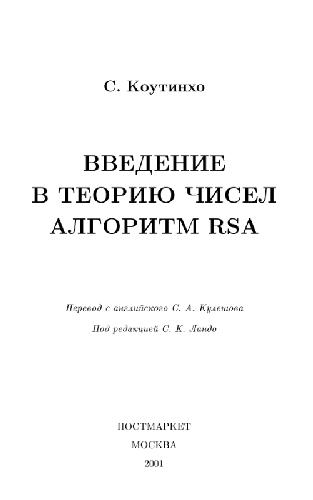 С. Коутинхо
ВВЕДЕНИЕ
В ТЕОРИЮ ЧИСЕЛ
АЛГОРИТМ RSA
Перевод с английского С. А. Кулешова
Под редакцией С. К. Ландо
ПОСТМАРКЕТ
МОСКВА
2001